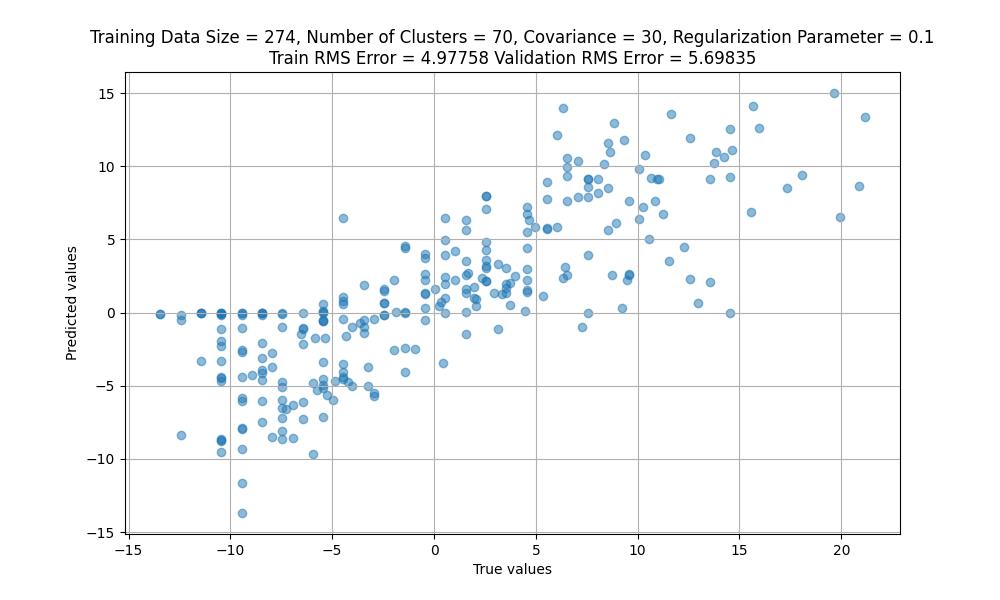 Training Data Size = 274, Number of Clusters = 70, Covariance = 30, Regularization Parameter = 0.1
Train RMS Error = 4.97758 Validation RMS Error = 5.69835
Predicted values
15
10
5
0
−5
−10
−15
−15 −10 −5 0 5 10 15 20
True values